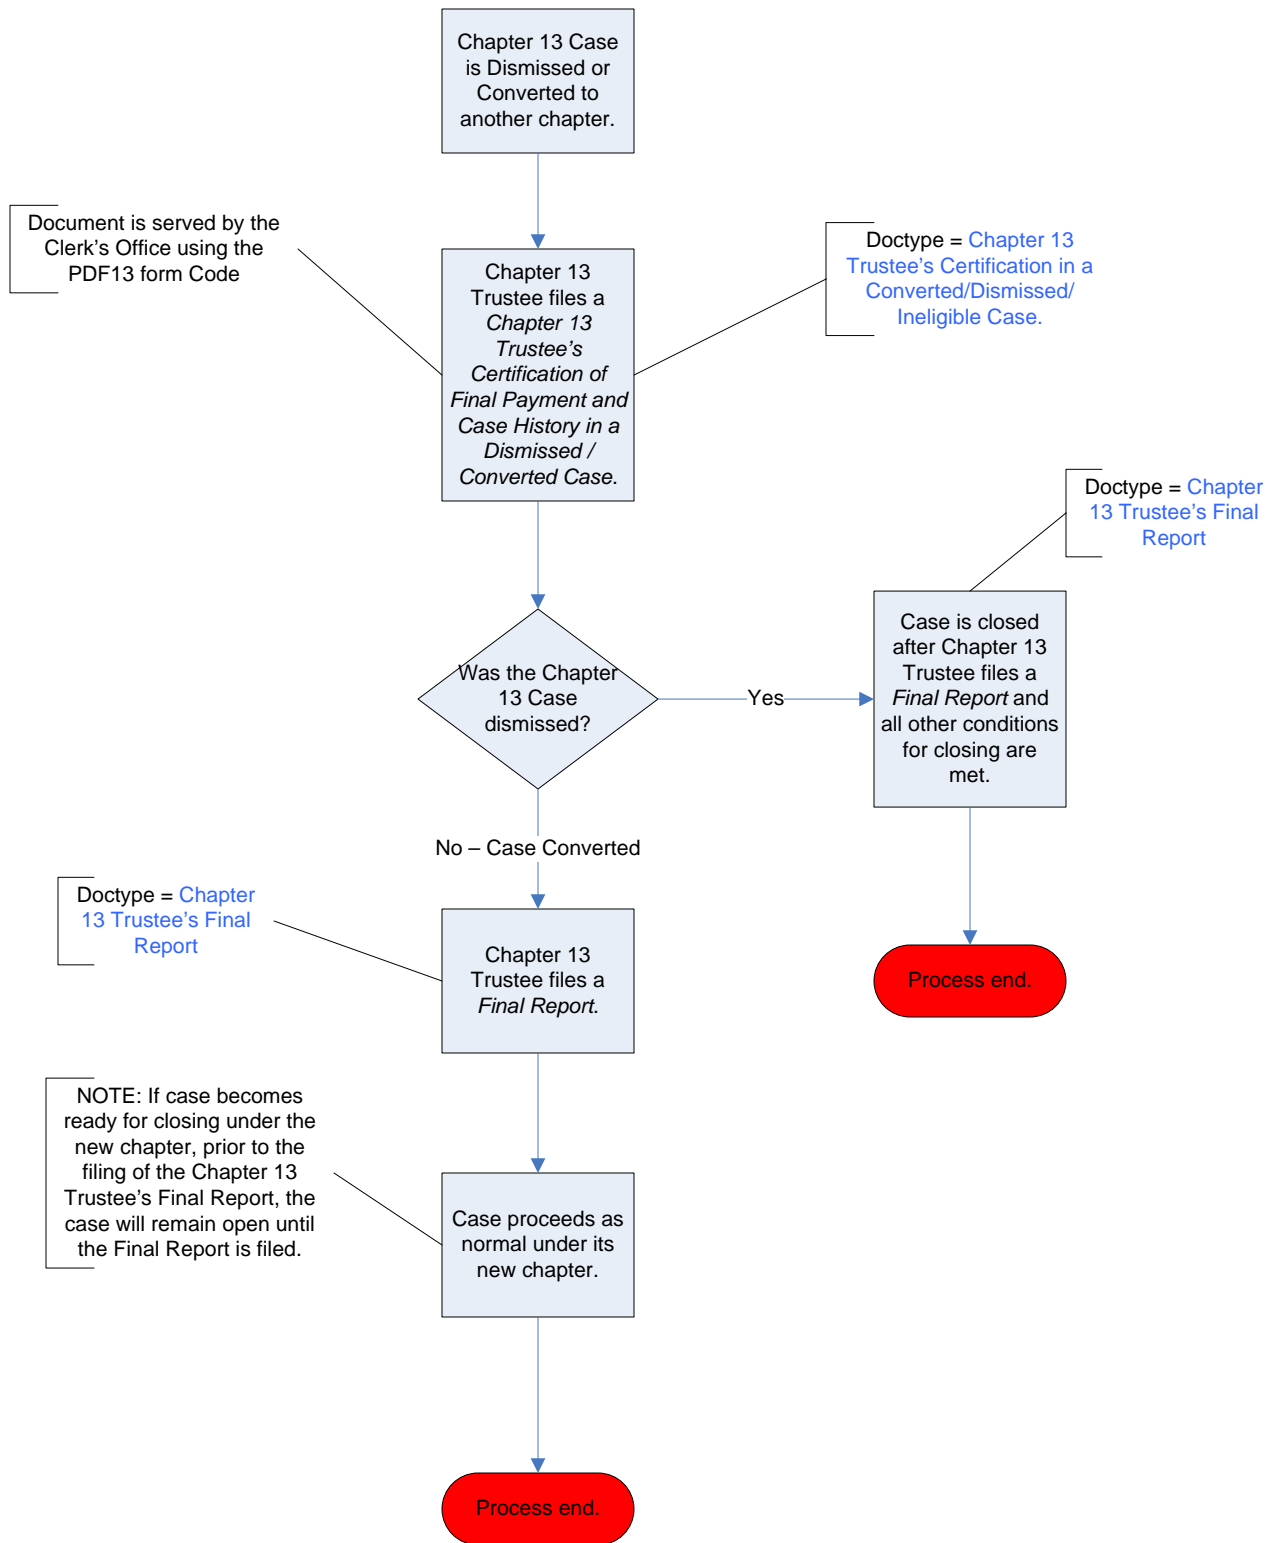 Chapter 13 Case
is Dismissed or
Converted to
another chapter.
Document is served by the
Clerk's Office using the
PDF13 form Code
Chapter 13
Trustee files a
Chapter 13
Trustee's
Certification of
Final Payment and
Case History in a
Dismissed /
Converted Case.
Doctype = Chapter 13
Trustee's Certification in a
Converted/Dismissed/
Ineligible Case.
Was the Chapter
13 Case
dismissed?
Yes
Doctype = Chapter
13 Trustee's Final
Report
Case is closed
after Chapter 13
Trustee files a
Final Report and
all other conditions
for closing are
met.
Process end.
No – Case Converted
Doctype = Chapter
13 Trustee's Final
Report
Chapter 13
Trustee files a
Final Report.
NOTE: If case becomes
ready for closing under the
new chapter, prior to the
filing of the Chapter 13
Trustee's Final Report, the
case will remain open until
the Final Report is filed.
Case proceeds as
normal under its
new chapter.
Process end.